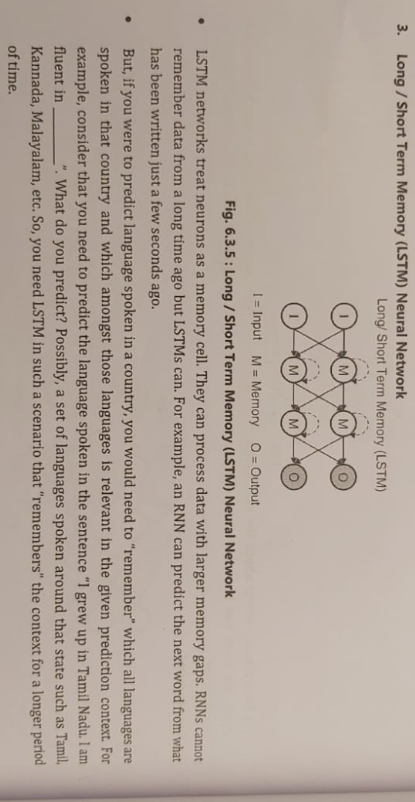 3. Long / Short Term Memory (LSTM) Neural Network
Long/ Short Term Memory (LSTM)
I M M O
I M M O
I = Input M = Memory O = Output
Fig. 6.3.5 : Long / Short Term Memory (LSTM) Neural Network
• LSTM networks treat neurons as a memory cell. They can process data with larger memory gaps. RNNs cannot
remember data from a long time ago but LSTMs can. For example, an RNN can predict the next word from what
has been written just a few seconds ago.
• But, if you were to predict language spoken in a country, you would need to "remember" which all languages are
spoken in that country and which amongst those languages is relevant in the given prediction context. For
example, consider that you need to predict the language spoken in the sentence "I grew up in Tamil Nadu. I am
fluent in ________". What do you predict? Possibly, a set of languages spoken around that state such as Tamil,
Kannada, Malayalam, etc. So, you need LSTM in such a scenario that "remembers" the context for a longer period
of time.